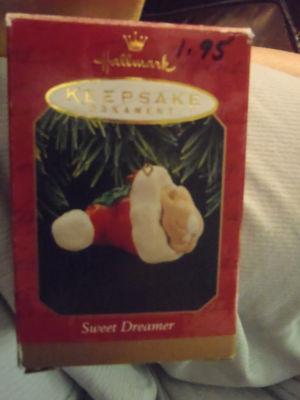 1.95
Hallmark
KEEPSAKE
ORNAMENT
Sweet Dreamer